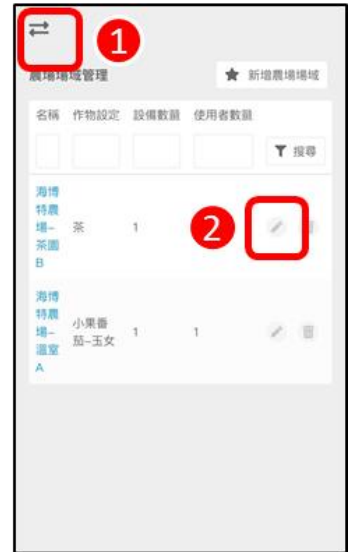 1
農場場域管理
新增農場場域
名稱 作物設定 設備數量 使用者數量
搜尋
海博
特農
場–
茶園
B
茶 1
2
海博
特農
場–
溫室
A
小果番
茄–玉女
1 1